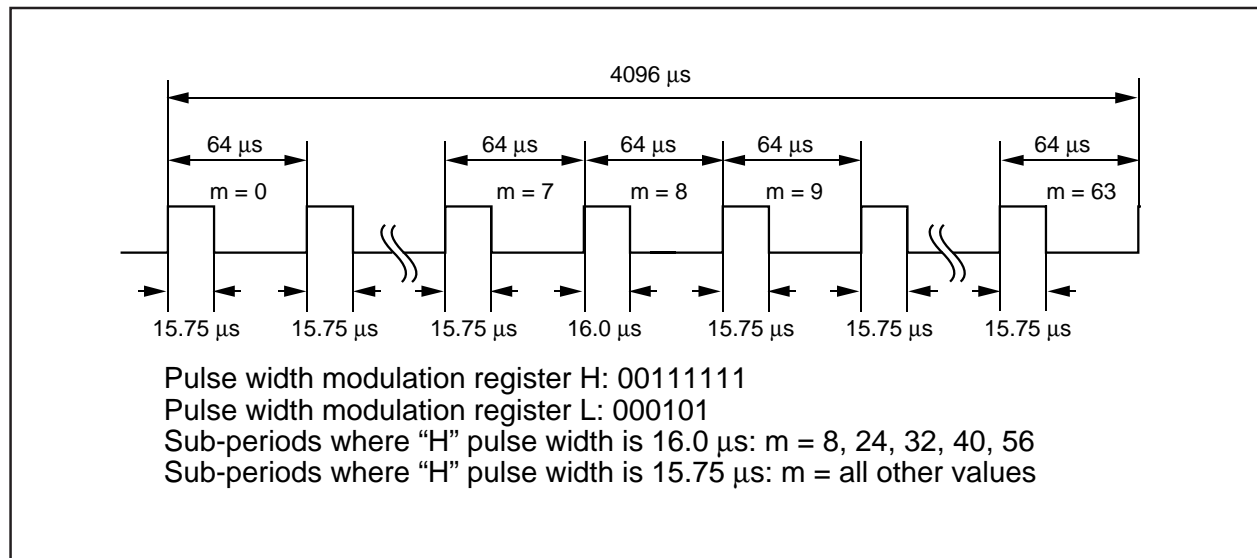 4096 μs
64 μs 64 μs 64 μs 64 μs 64 μs
m = 0 m = 7 m = 8 m = 9 m = 63
15.75 μs 15.75 μs 15.75 μs 16.0 μs 15.75 μs 15.75 μs 15.75 μs
Pulse width modulation register H: 00111111
Pulse width modulation register L: 000101
Sub-periods where “H” pulse width is 16.0 μs: m = 8, 24, 32, 40, 56
Sub-periods where “H” pulse width is 15.75 μs: m = all other values